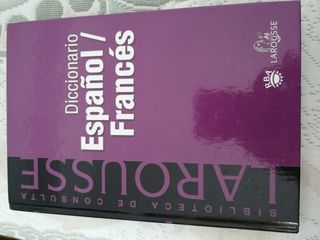 Diccionario
Español /
Francés
RBA
LAROUSSE
LAROUSSE
BIBLIOTECA DE CONSULTA